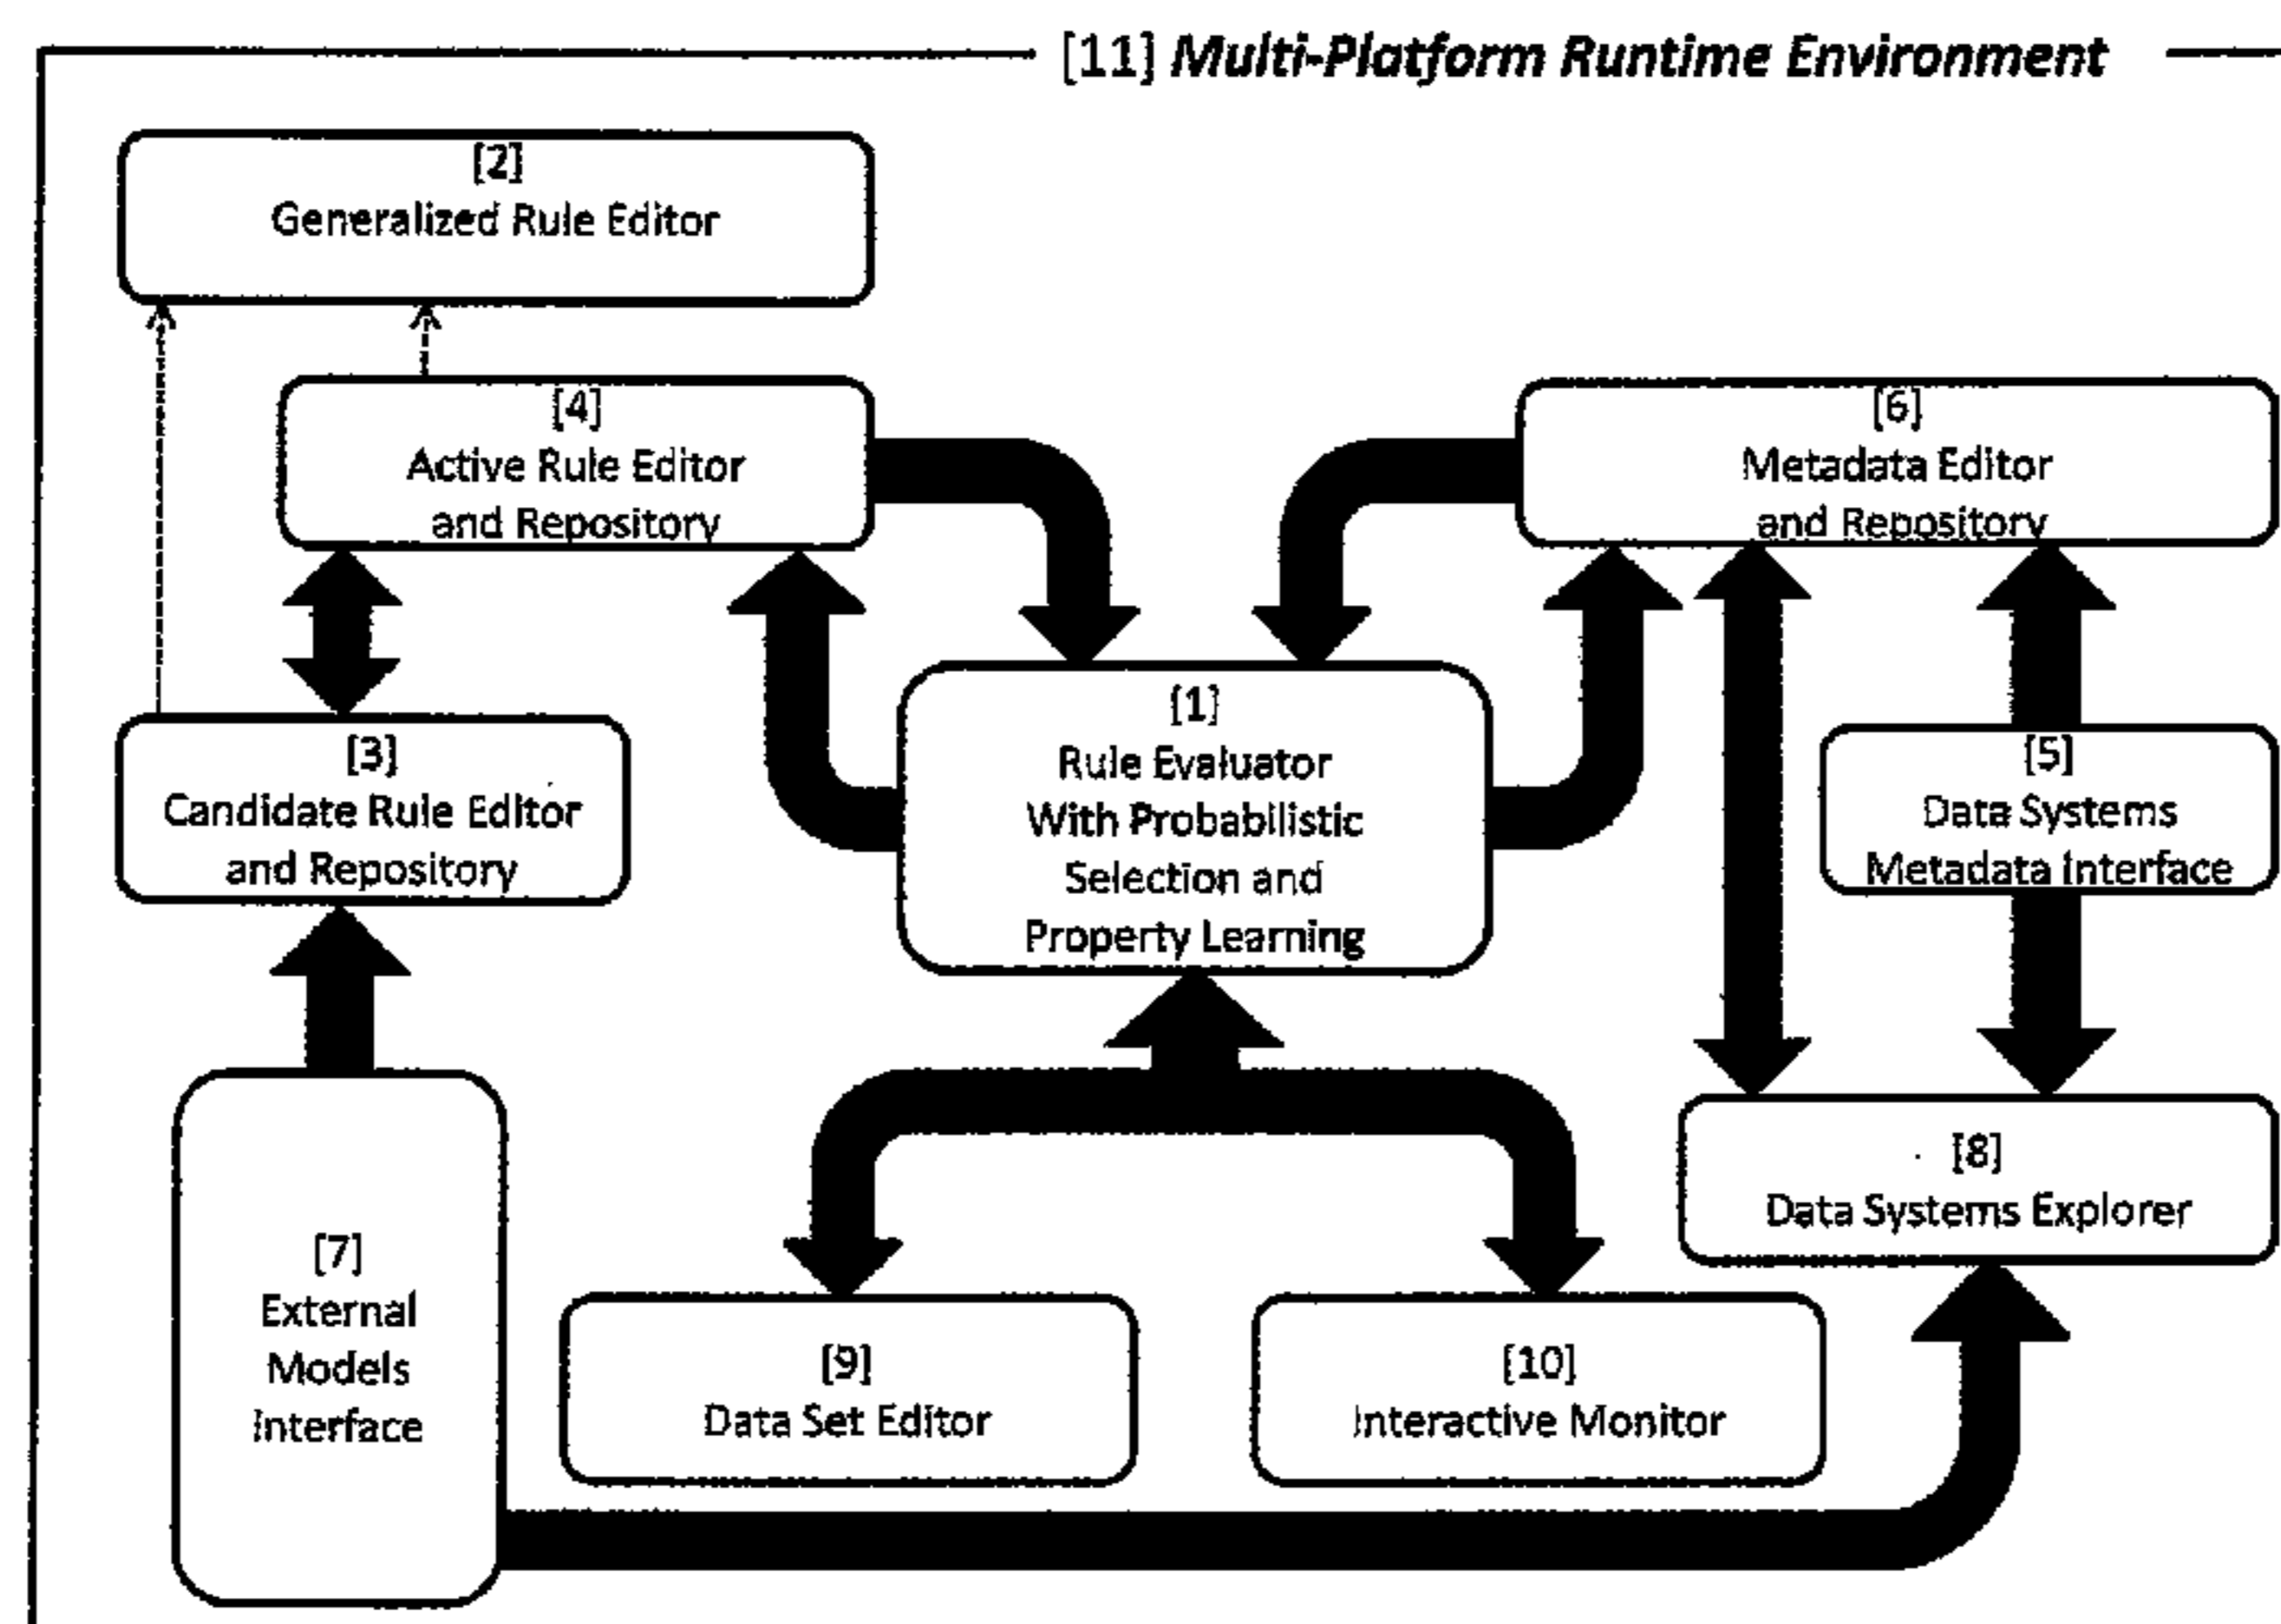 [11] Multi-Platform Runtime Environment
[2]
Generalized Rule Editor
[4]
Active Rule Editor
and Repository
[6]
Metadata Editor
and Repository
[1]
Rule Evaluator
With Probabilistic
Selection and
Property Learning
[3]
Candidate Rule Editor
and Repository
[5]
Data Systems
Metadata Interface
[8]
Data Systems Explorer
[7]
External
Models
Interface
[9]
Data Set Editor
[10]
Interactive Monitor